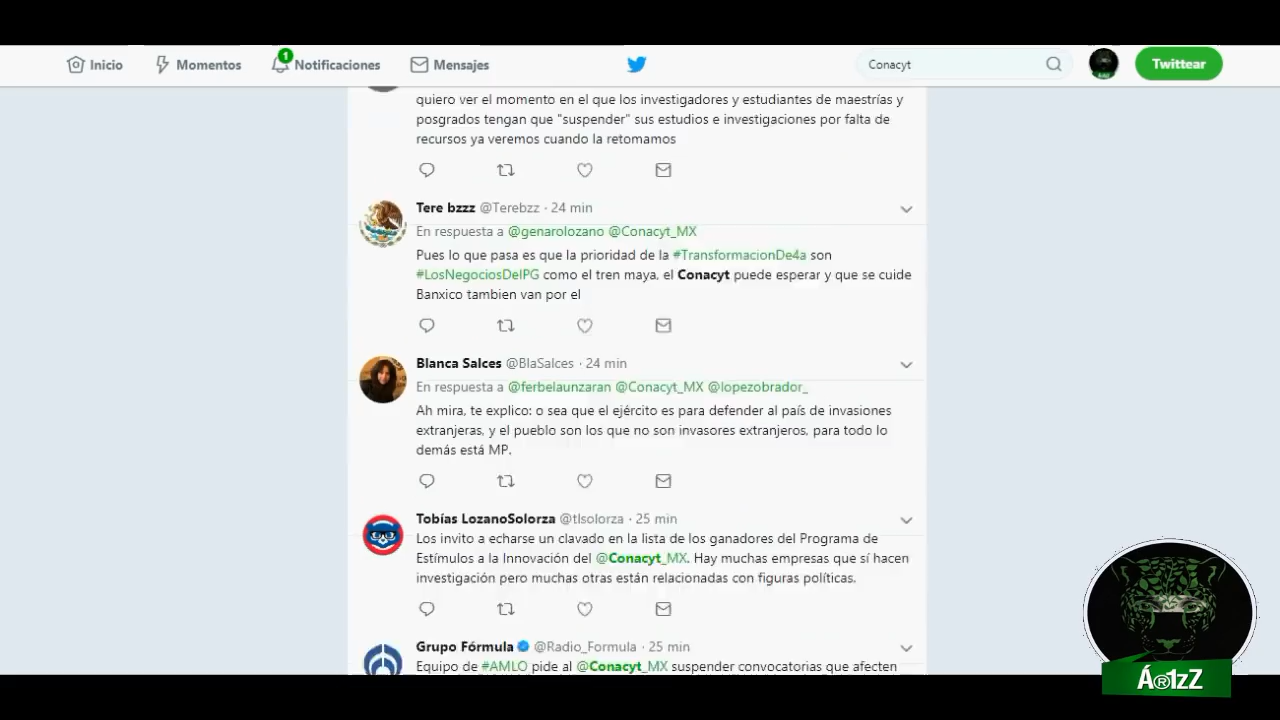 Inicio Momentos 1 Notificaciones Mensajes Conacyt Twittear
quiero ver el momento en el que los investigadores y estudiantes de maestrías y
posgrados tengan que "suspender" sus estudios e investigaciones por falta de
recursos ya veremos cuando la retomamos
Tere bzzz @Terebzz · 24 min
En respuesta a @genarolozano @Conacyt_MX
Pues lo que pasa es que la prioridad de la #TransformacionDe4a son
#LosNegociosDelPG como el tren maya, el Conacyt puede esperar y que se cuide
Banxico tambien van por el
Blanca Salces @BlaSalces · 24 min
En respuesta a @ferbelaunzaran @Conacyt_MX @lopezobrador_
Ah mira, te explico: o sea que el ejército es para defender al país de invasiones
extranjeras, y el pueblo son los que no son invasores extranjeros, para todo lo
demás está MP.
Tobías LozanoSolorza @tlsolorza · 25 min
Los invito a echarse un clavado en la lista de los ganadores del Programa de
Estímulos a la Innovación del @Conacyt_MX. Hay muchas empresas que sí hacen
investigación pero muchas otras están relacionadas con figuras políticas.
Grupo Fórmula @Radio_Formula · 25 min
Equipo de #AMLO pide al @Conacyt_MX suspender convocatorias que afecten
Á®1zZ